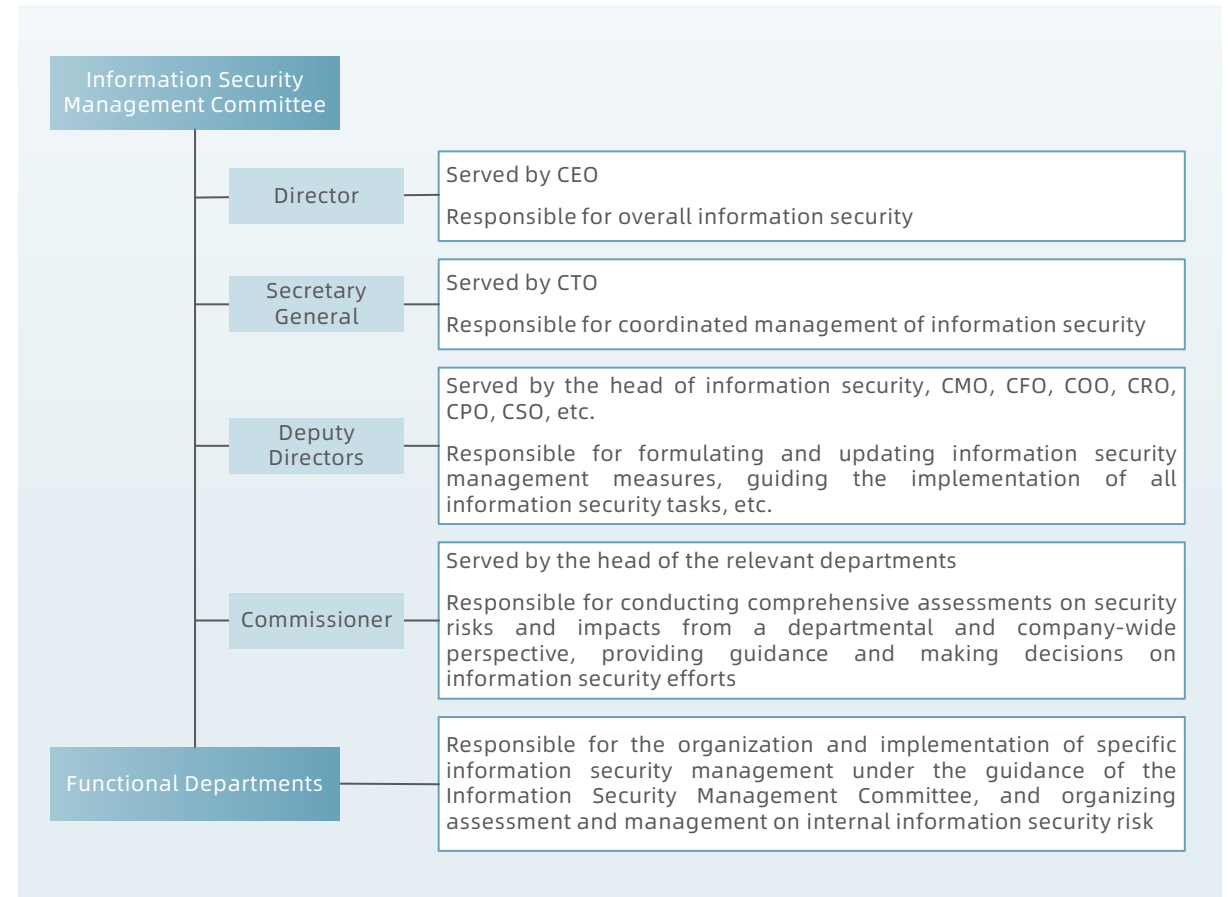 Information Security
Management Committee
Director
Served by CEO
Responsible for overall information security
Secretary
General
Served by CTO
Responsible for coordinated management of information security
Deputy
Directors
Served by the head of information security, CMO, CFO, COO, CRO,
CPO, CSO, etc.
Responsible for formulating and updating information security
management measures, guiding the implementation of all
information security tasks, etc.
Commissioner
Served by the head of the relevant departments
Responsible for conducting comprehensive assessments on security
risks and impacts from a departmental and company-wide
perspective, providing guidance and making decisions on
information security efforts
Functional Departments
Responsible for the organization and implementation of specific
information security management under the guidance of the
Information Security Management Committee, and organizing
assessment and management on internal information security risk